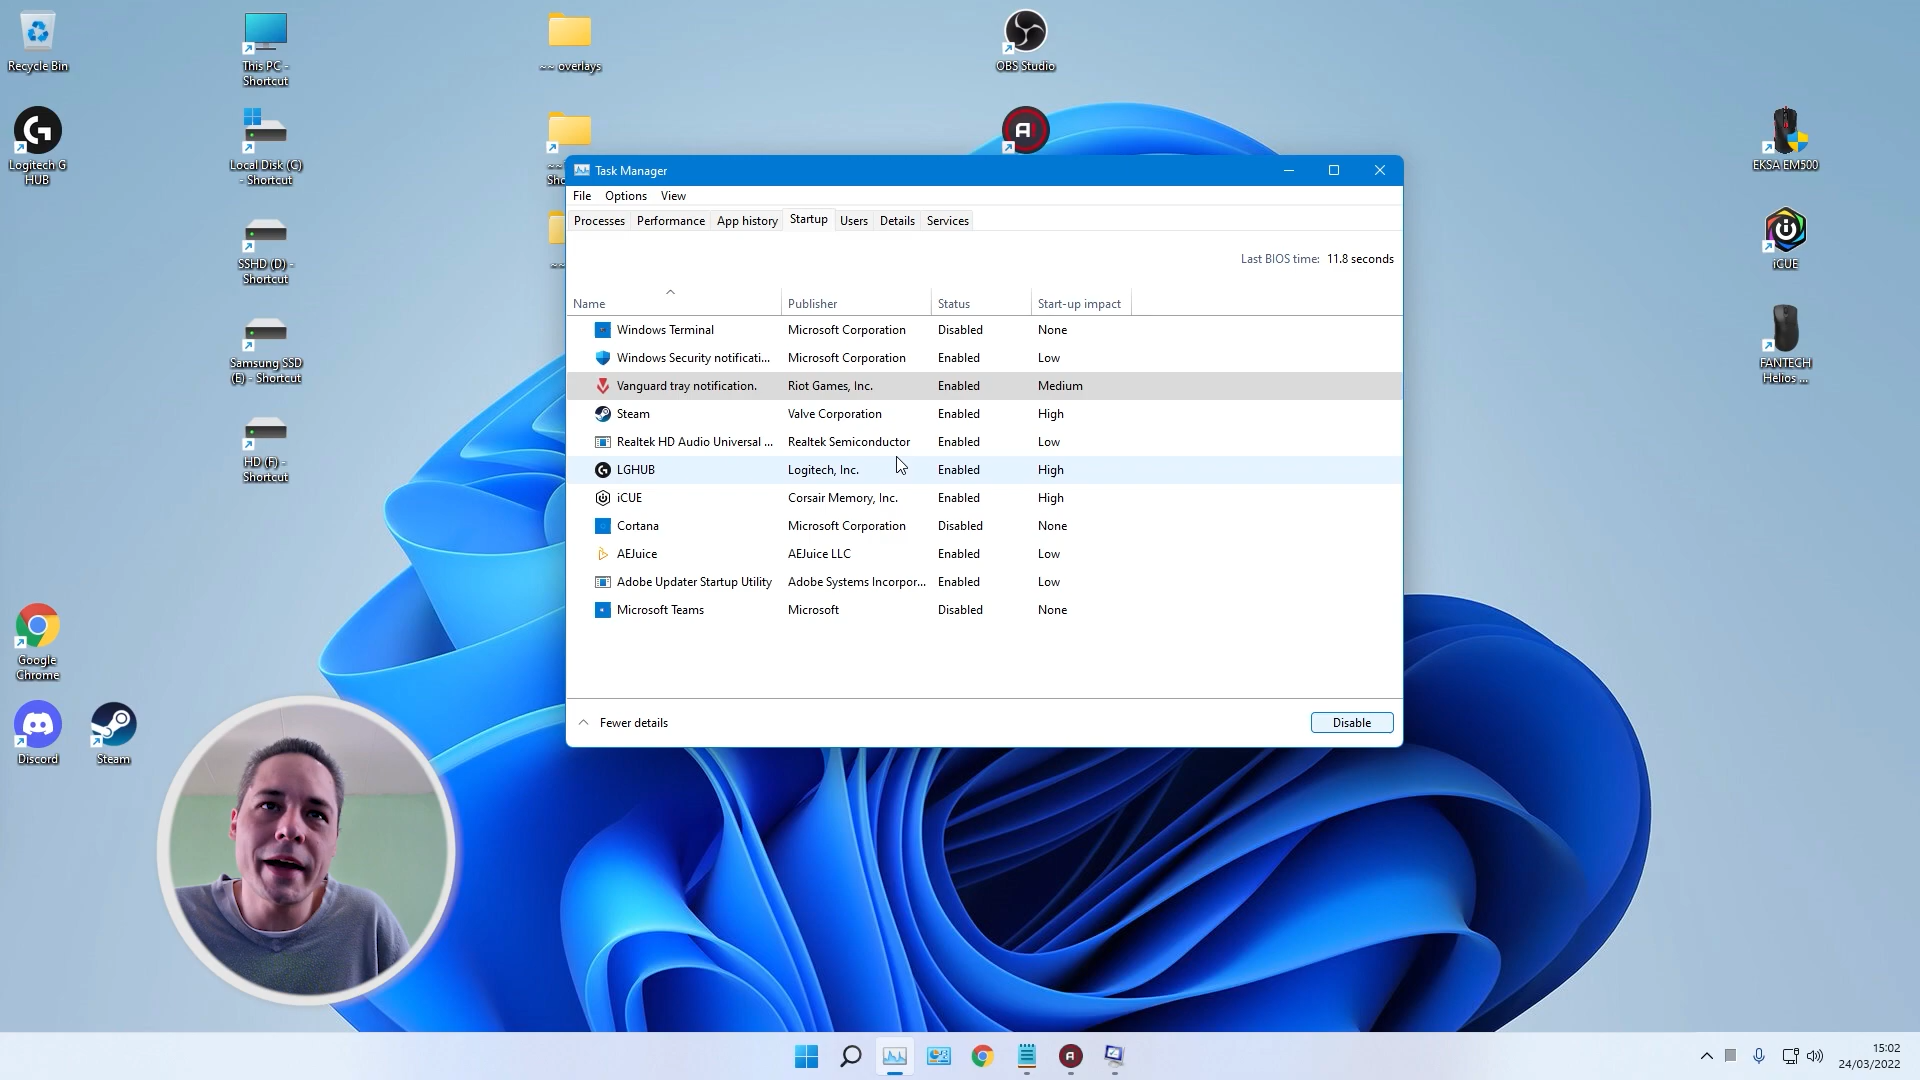 Recycle Bin
This PC -
Shortcut
~~ overlays
OBS Studio
Logitech G
HUB
Local Disk (C)
- Shortcut
EKSA EM500
SSHD (D) -
Shortcut
iCUE
Samsung SSD
(E) - Shortcut
FANTECH
Helios ...
HD (F) -
Shortcut
Google
Chrome
Discord
Steam
Task Manager
File Options View
Processes Performance App history Startup Users Details Services
Last BIOS time: 11.8 seconds
Name Publisher Status Start-up impact
Windows Terminal Microsoft Corporation Disabled None
Windows Security notificati... Microsoft Corporation Enabled Low
Vanguard tray notification. Riot Games, Inc. Enabled Medium
Steam Valve Corporation Enabled High
Realtek HD Audio Universal ... Realtek Semiconductor Enabled Low
LGHUB Logitech, Inc. Enabled High
iCUE Corsair Memory, Inc. Enabled High
Cortana Microsoft Corporation Disabled None
AEJuice AEJuice LLC Enabled Low
Adobe Updater Startup Utility Adobe Systems Incorpor... Enabled Low
Microsoft Teams Microsoft Disabled None
Fewer details Disable
15:02
24/03/2022